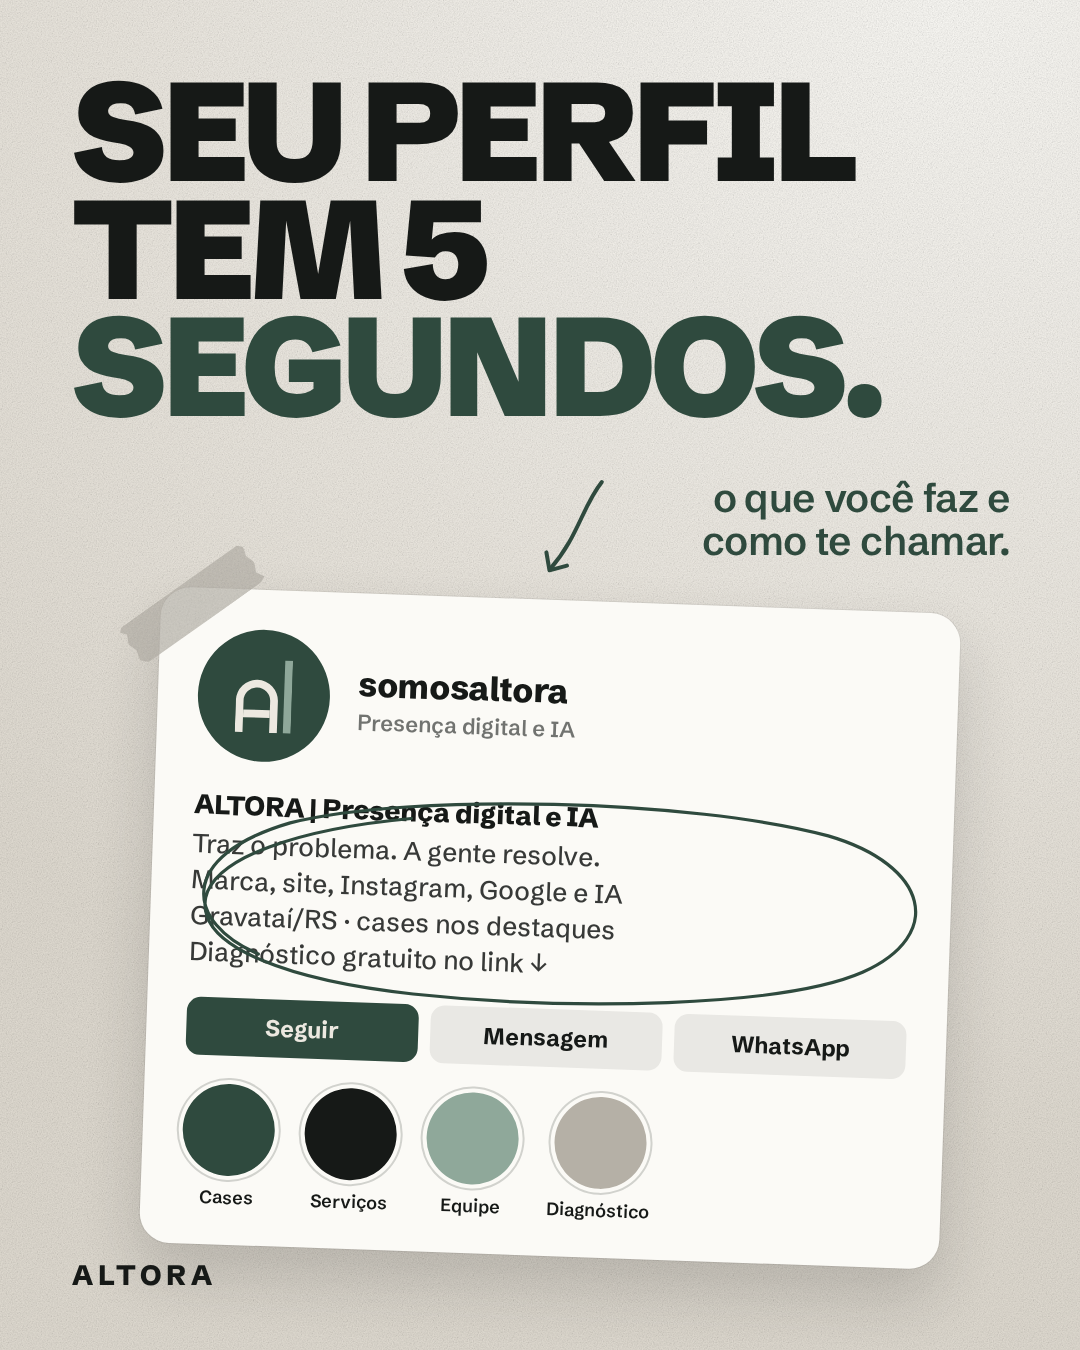 SEU PERFIL
TEM 5
SEGUNDOS.
o que você faz e
como te chamar.
somosaltora
Presença digital e IA
ALTORA | Presença digital e IA
Traz o problema. A gente resolve.
Marca, site, Instagram, Google e IA
Gravataí/RS · cases nos destaques
Diagnóstico gratuito no link ↓
Seguir
Mensagem
WhatsApp
Cases
Serviços
Equipe
Diagnóstico
ALTORA